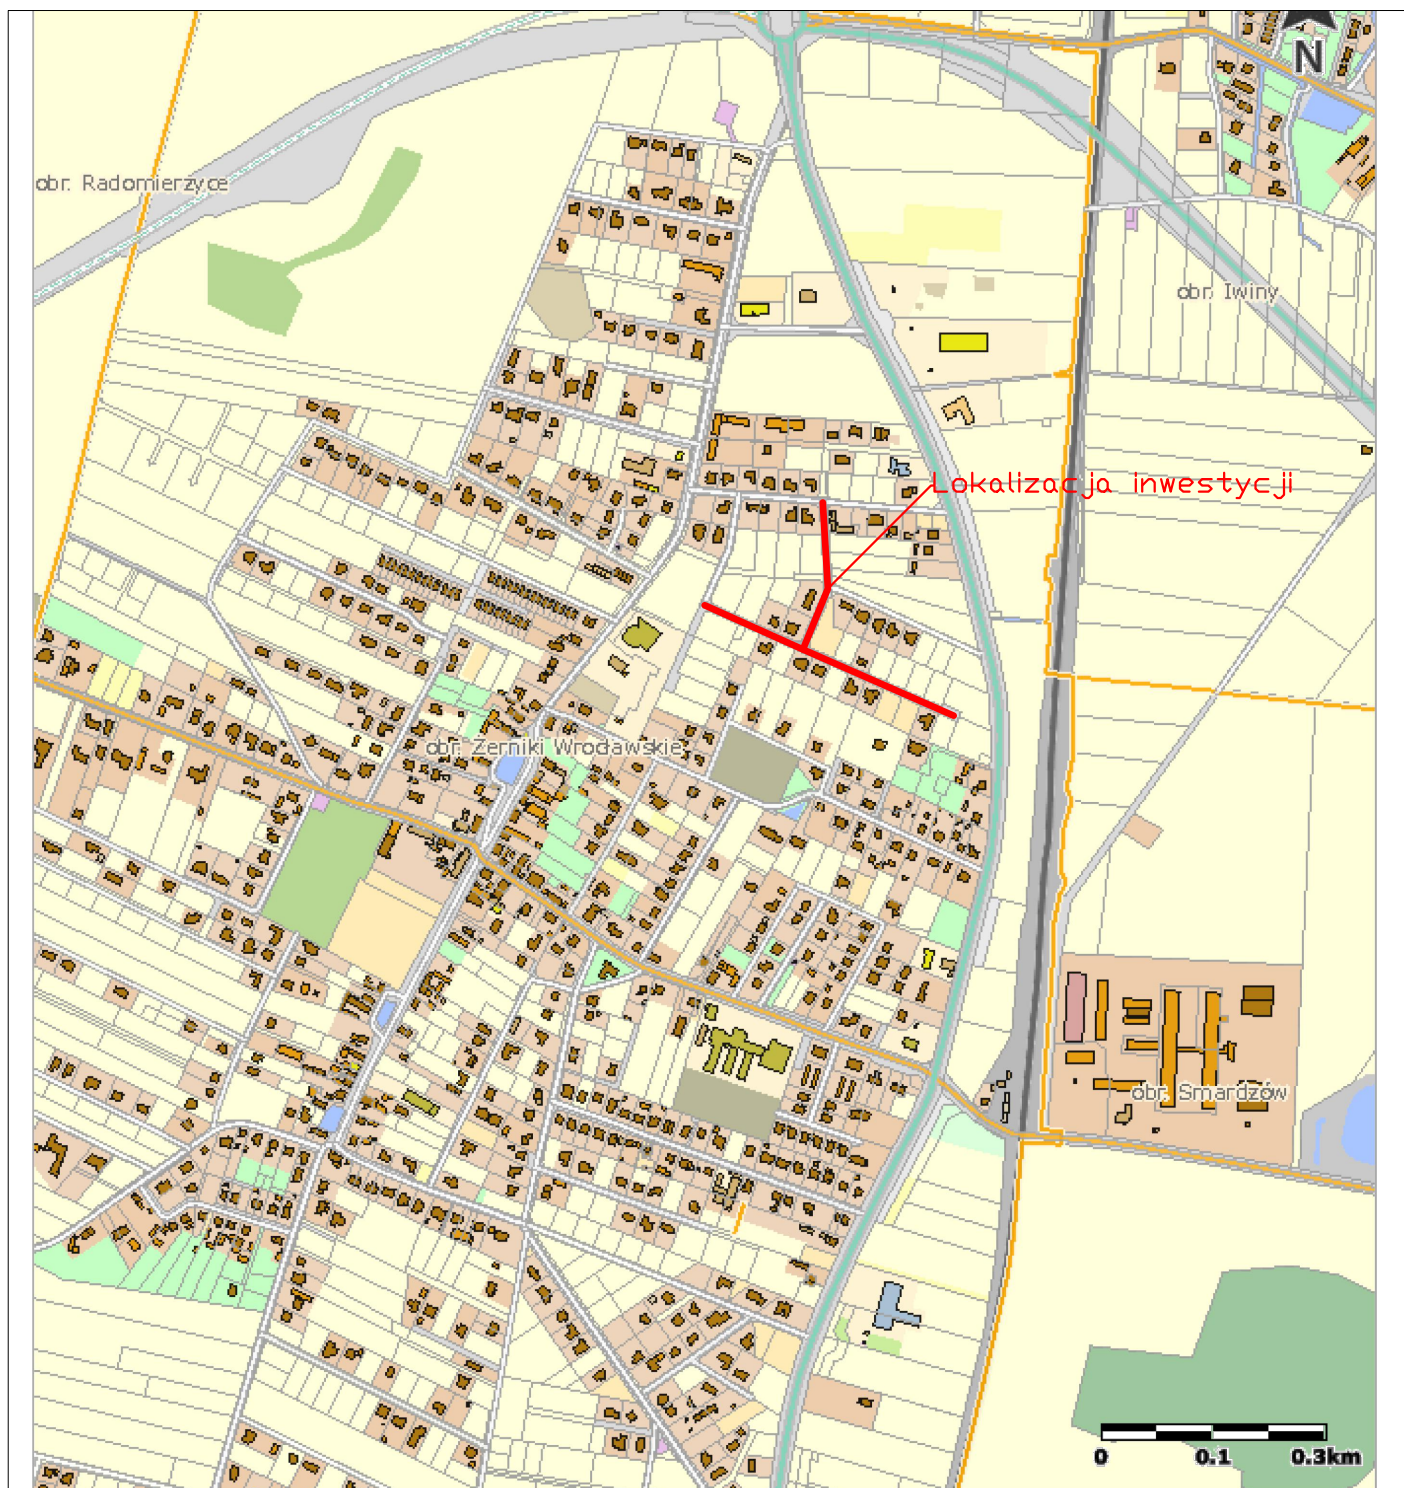 N
obr. Radomierzyce
obr. Iwiny
Lokalizacja inwestycji
obr. Żerniki Wrocławskie
obr. Smardzów
0 0.1 0.3km